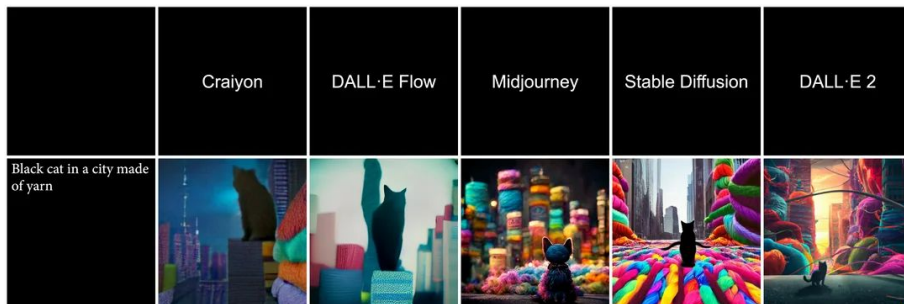 Craiyon
DALL·E Flow
Midjourney
Stable Diffusion
DALL·E 2
Black cat in a city made
of yarn